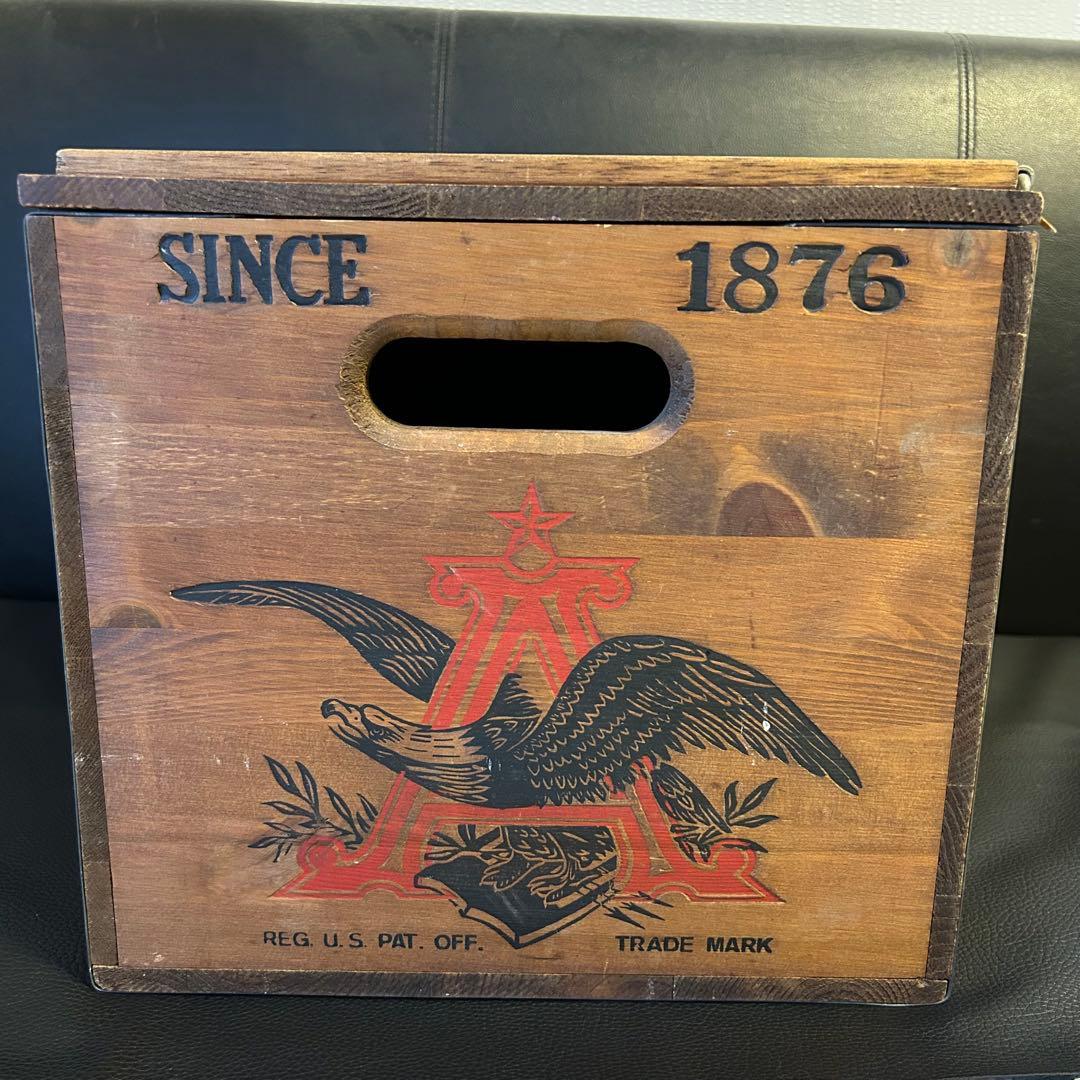 SINCE 1876
A
REG. U.S. PAT. OFF. TRADE MARK